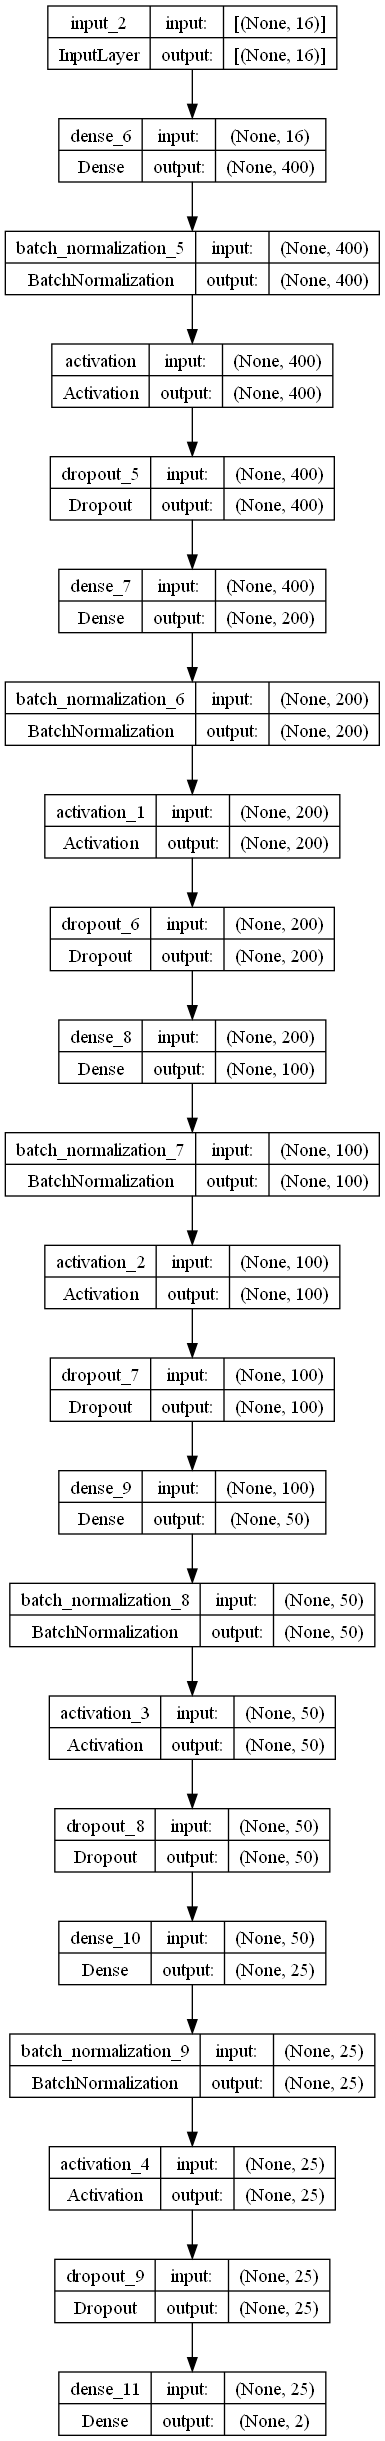 input_2 input: [(None, 16)]
InputLayer output: [(None, 16)]
dense_6 input: (None, 16)
Dense output: (None, 400)
batch_normalization_5 input: (None, 400)
BatchNormalization output: (None, 400)
activation input: (None, 400)
Activation output: (None, 400)
dropout_5 input: (None, 400)
Dropout output: (None, 400)
dense_7 input: (None, 400)
Dense output: (None, 200)
batch_normalization_6 input: (None, 200)
BatchNormalization output: (None, 200)
activation_1 input: (None, 200)
Activation output: (None, 200)
dropout_6 input: (None, 200)
Dropout output: (None, 200)
dense_8 input: (None, 200)
Dense output: (None, 100)
batch_normalization_7 input: (None, 100)
BatchNormalization output: (None, 100)
activation_2 input: (None, 100)
Activation output: (None, 100)
dropout_7 input: (None, 100)
Dropout output: (None, 100)
dense_9 input: (None, 100)
Dense output: (None, 50)
batch_normalization_8 input: (None, 50)
BatchNormalization output: (None, 50)
activation_3 input: (None, 50)
Activation output: (None, 50)
dropout_8 input: (None, 50)
Dropout output: (None, 50)
dense_10 input: (None, 50)
Dense output: (None, 25)
batch_normalization_9 input: (None, 25)
BatchNormalization output: (None, 25)
activation_4 input: (None, 25)
Activation output: (None, 25)
dropout_9 input: (None, 25)
Dropout output: (None, 25)
dense_11 input: (None, 25)
Dense output: (None, 2)